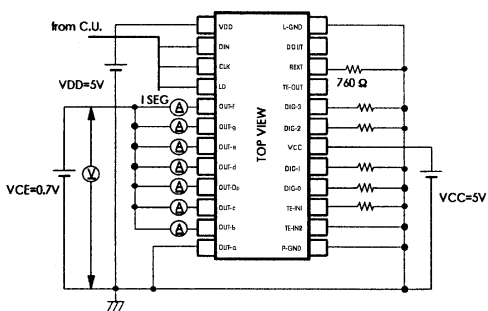 from C.U.
VDD=5V
I SEG
VCE=0.7V
V
A
A
A
A
A
A
A
VDD
DIN
CLK
LD
OUT-f
OUT-g
OUT-e
OUT-d
OUT-Dp
OUT-c
OUT-b
OUT-a
TOP VIEW
L-GND
DOUT
REXT
TE-OUT
DIG-3
DIG-2
VCC
DIG-1
DIG-0
TE-IN1
TE-IN2
P-GND
760 Ω
VCC=5V